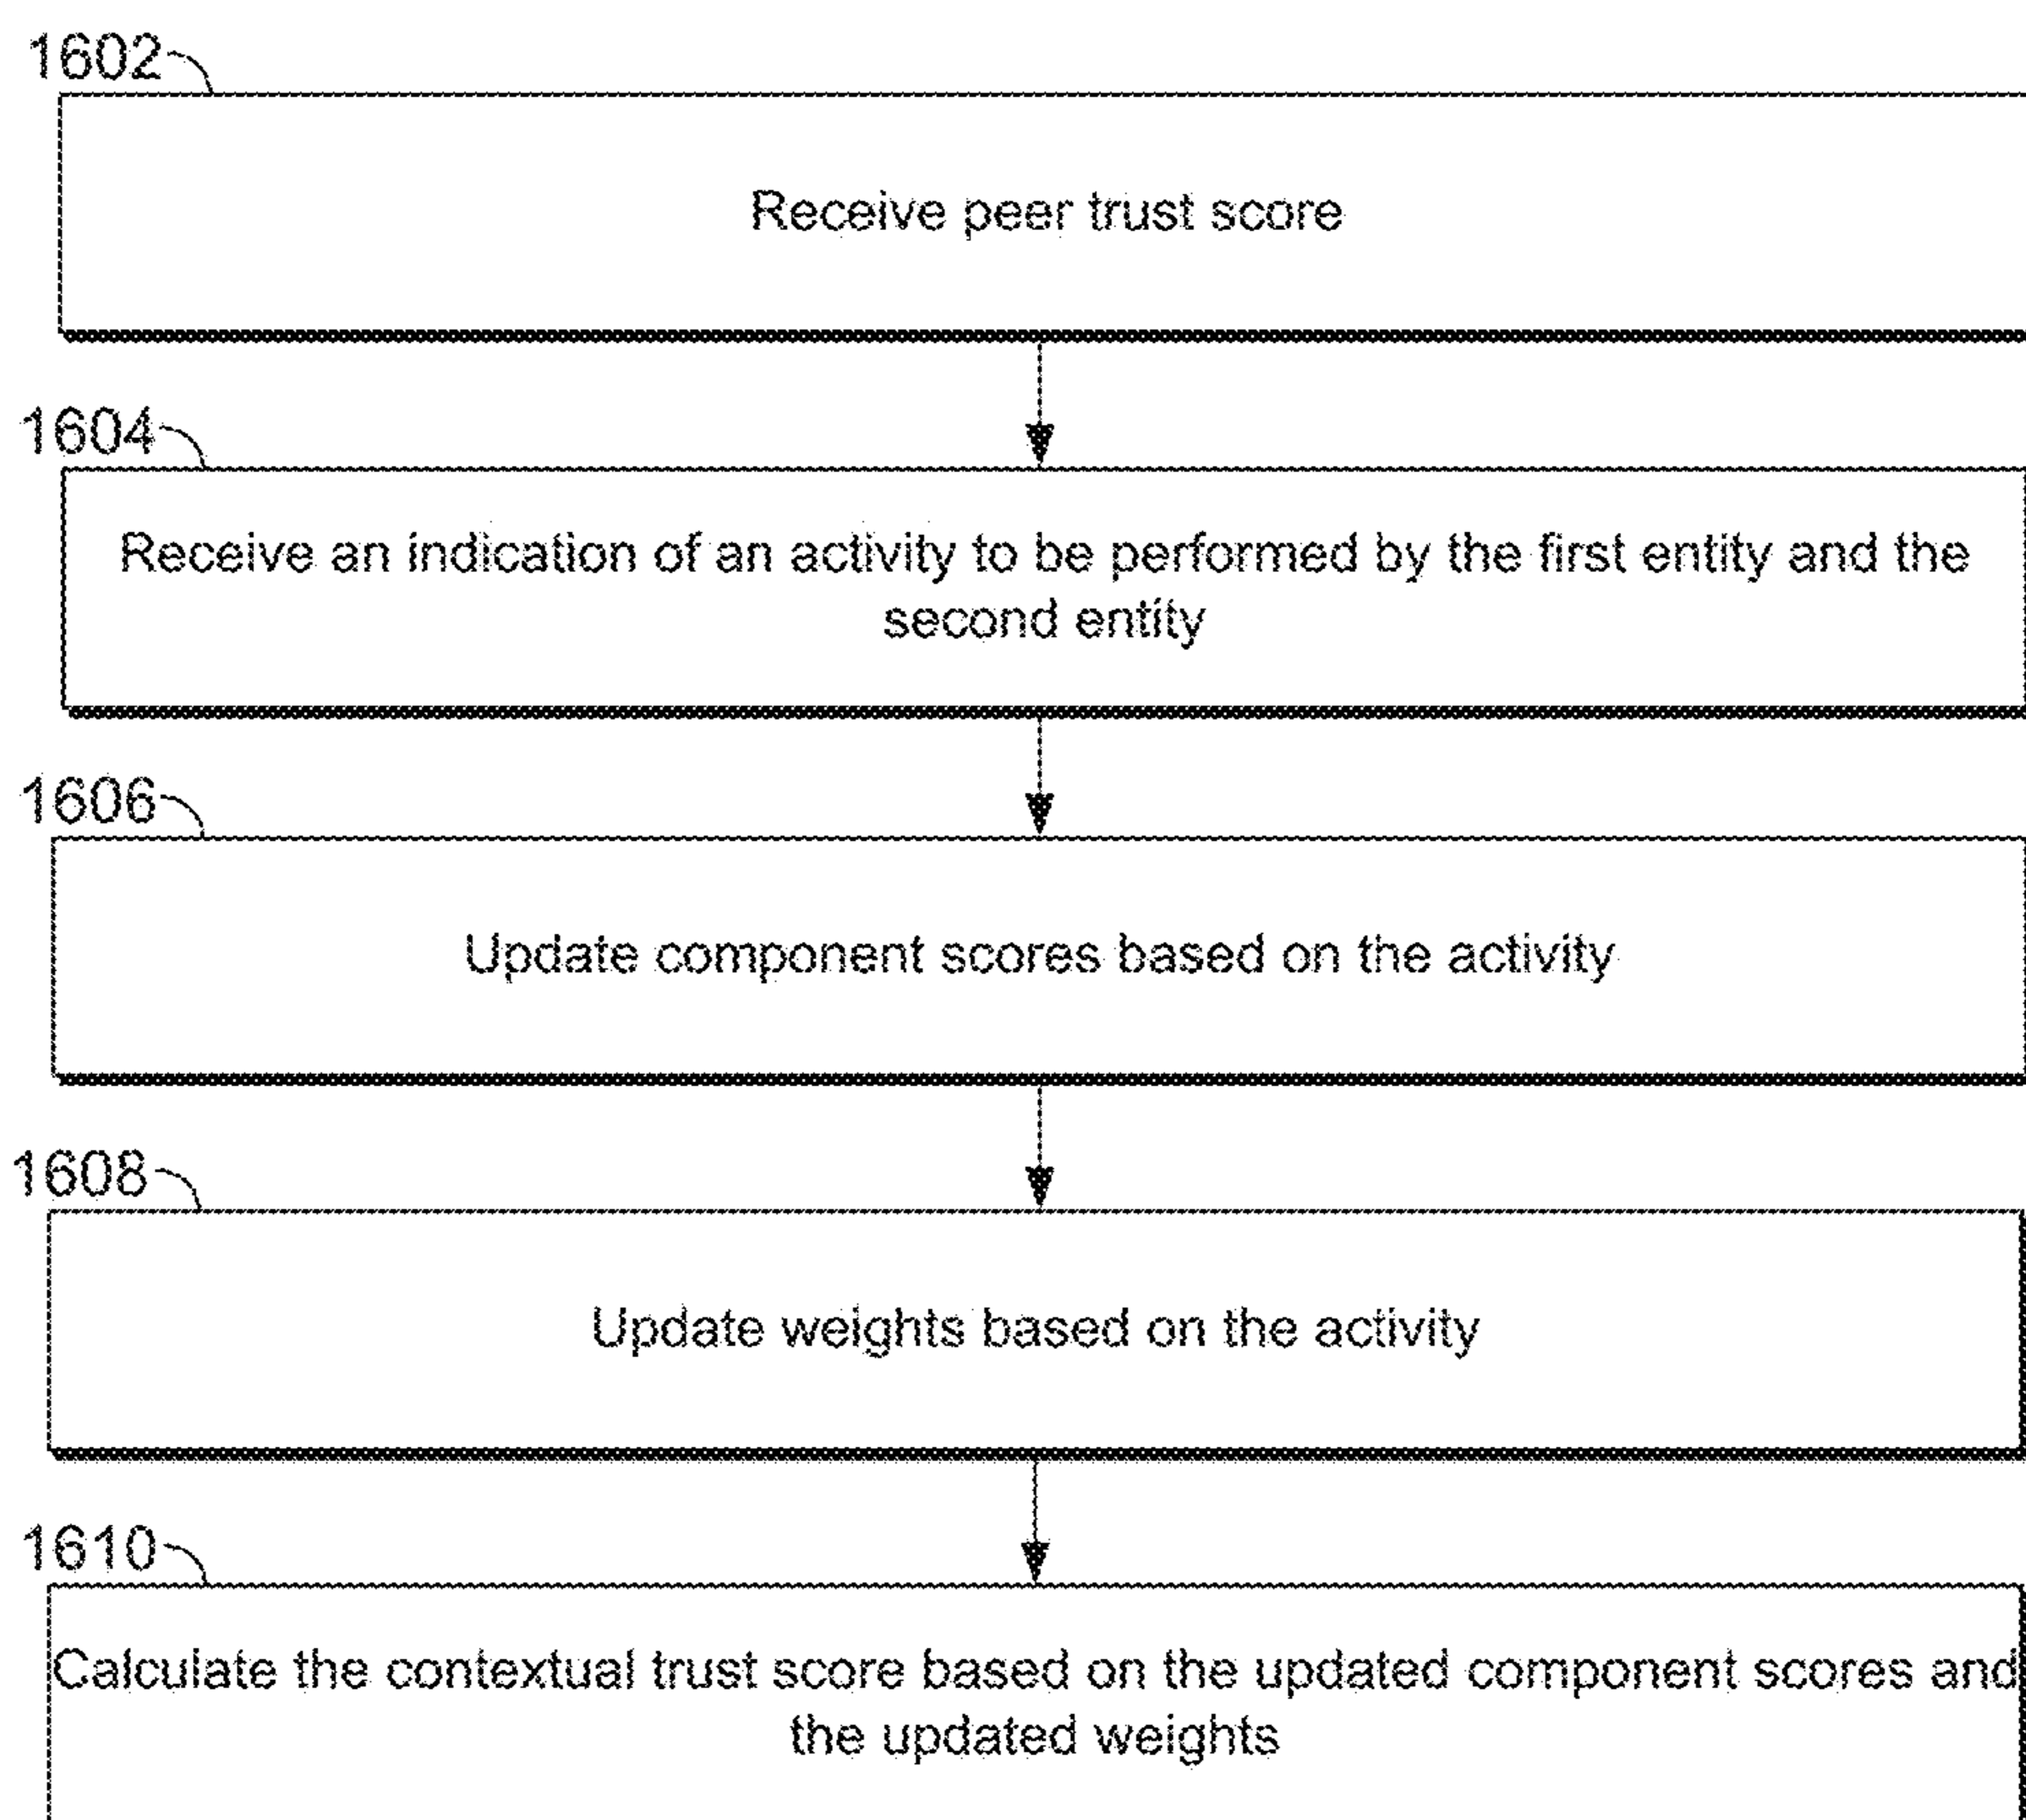 1602
Receive peer trust score
1604
Receive an indication of an activity to be performed by the first entity and the
second entity
1606
Update component scores based on the activity
1608
Update weights based on the activity
1610
Calculate the contextual trust score based on the updated component scores and
the updated weights